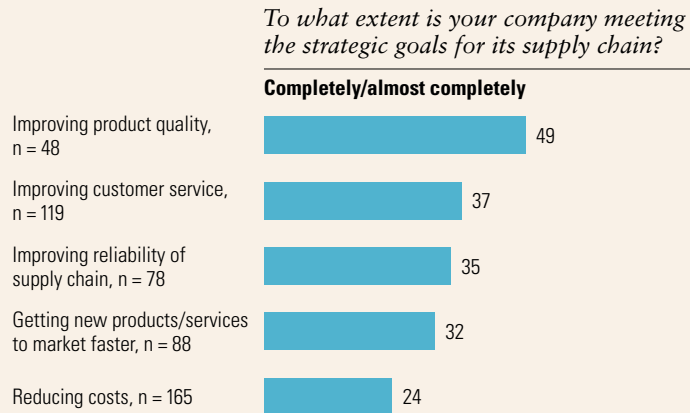 To what extent is your company meeting
the strategic goals for its supply chain?
Completely/almost completely
Improving product quality,
n = 48
49
Improving customer service,
n = 119
37
Improving reliability of
supply chain, n = 78
35
Getting new products/services
to market faster, n = 88
32
Reducing costs, n = 165
24